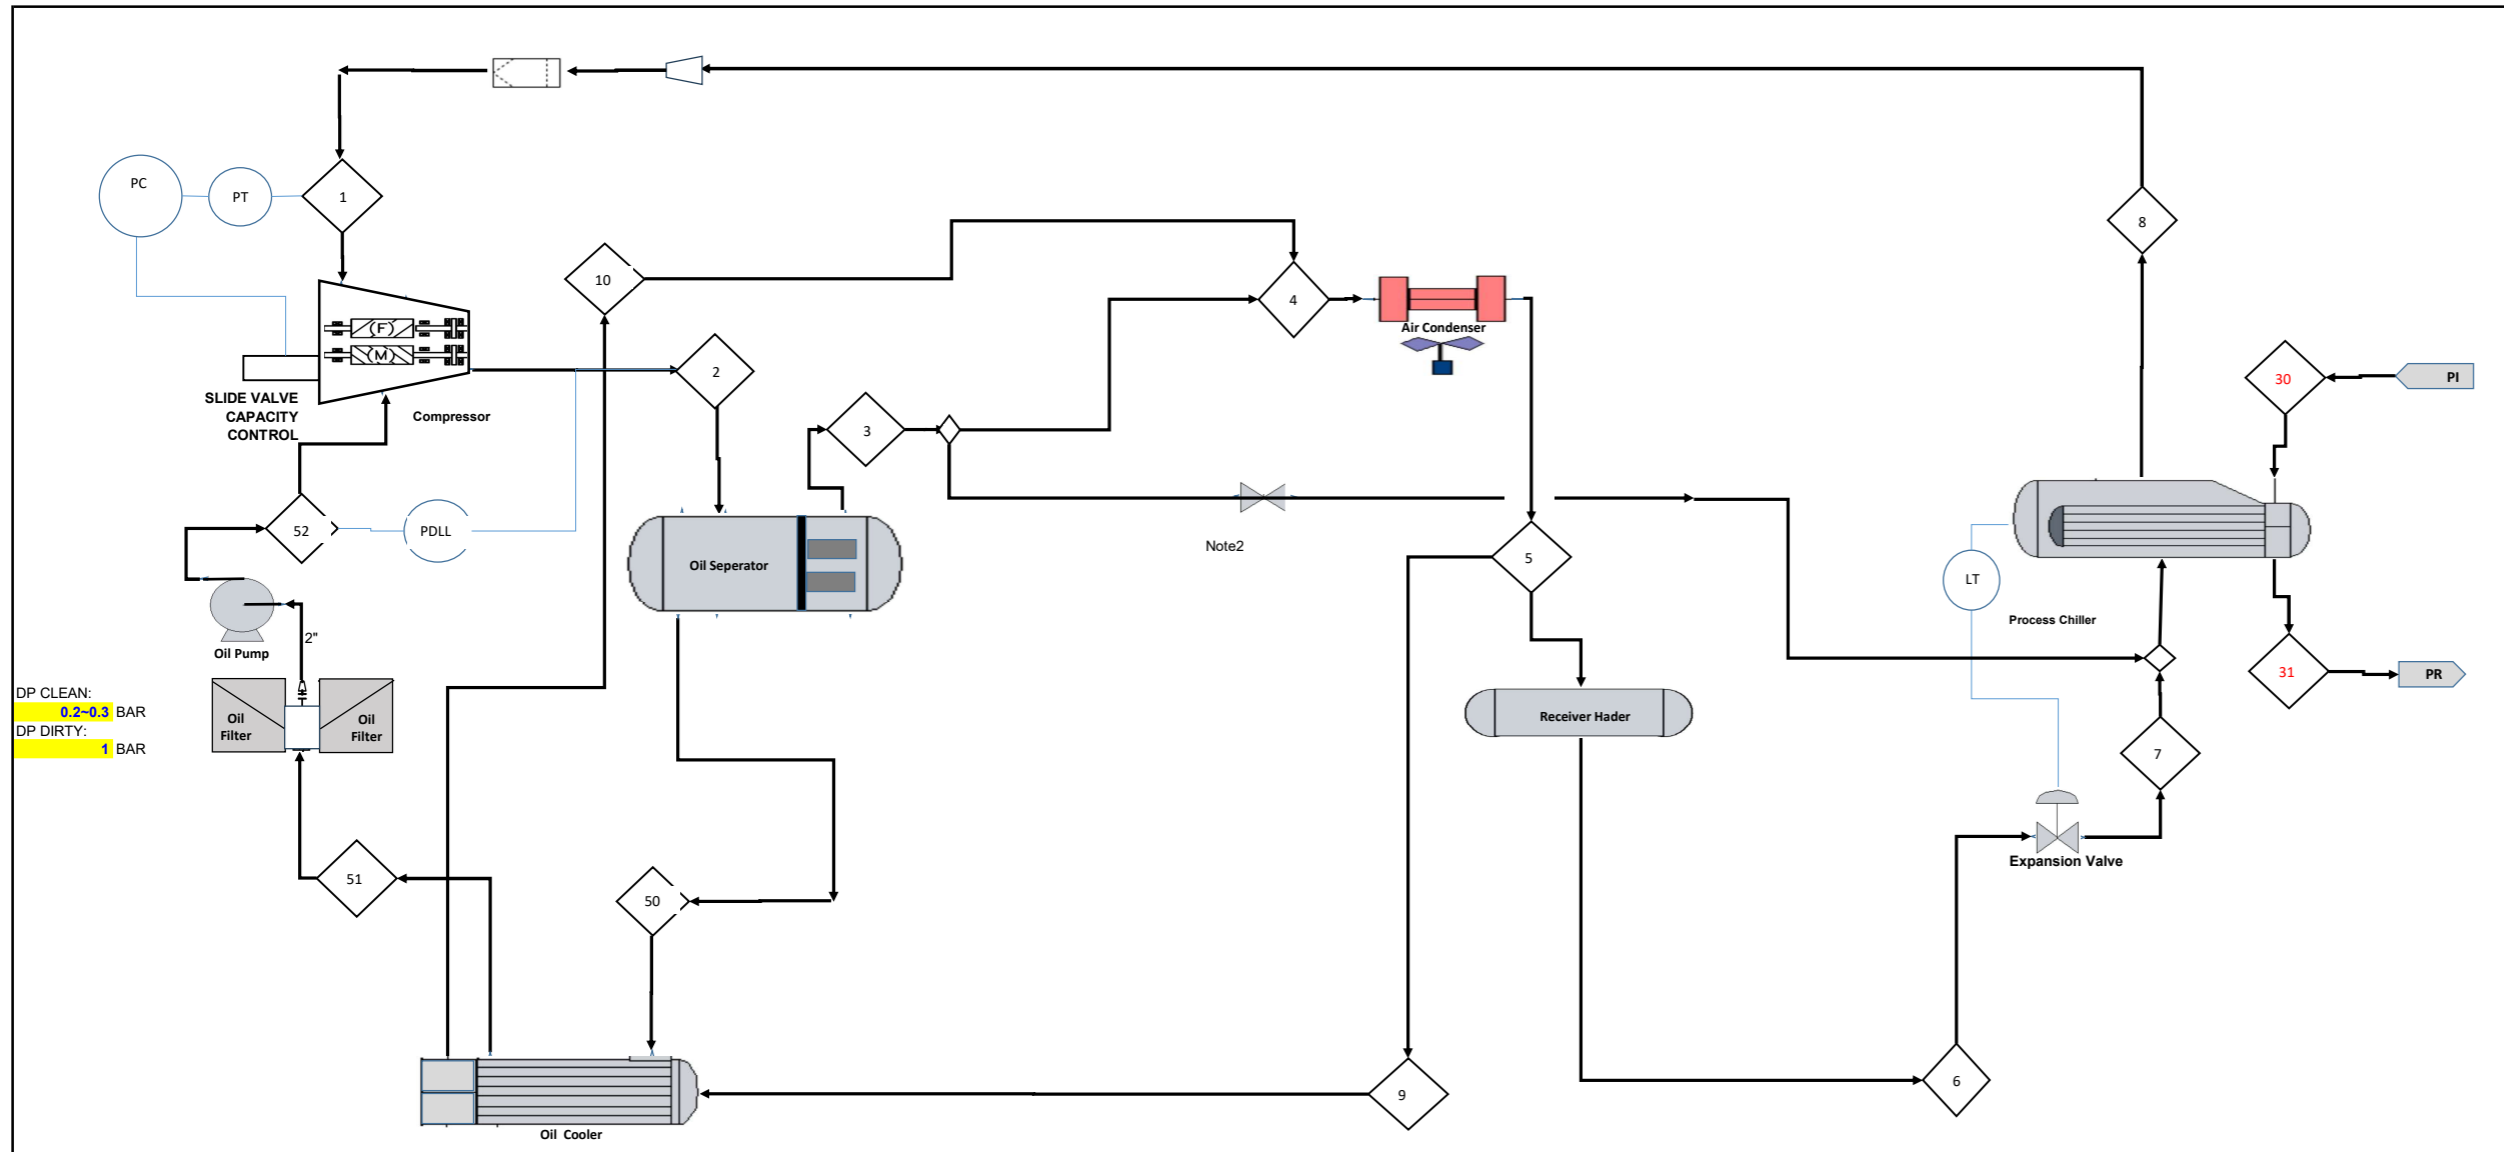 PC
PT
1
8
10
4
Air Condenser
(F)
(M)
2
30
PI
SLIDE VALVE
CAPACITY
CONTROL
Compressor
3
52
PDLL
Note2
5
Oil Seperator
LT
Process Chiller
2"
Oil Pump
31
PR
DP CLEAN:
0.2~0.3 BAR
DP DIRTY:
1 BAR
Oil
Filter
Oil
Filter
Receiver Hader
7
Expansion Valve
51
50
6
9
Oil Cooler